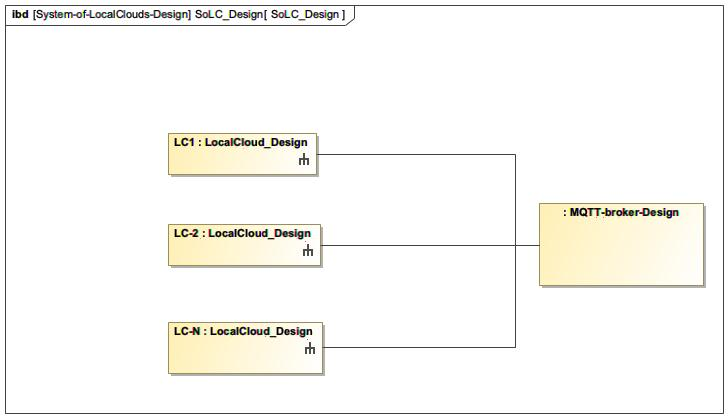 ibd [System-of-LocalClouds-Design] SoLC_Design[ SoLC_Design ]
LC1 : LocalCloud_Design
: MQTT-broker-Design
LC-2 : LocalCloud_Design
LC-N : LocalCloud_Design